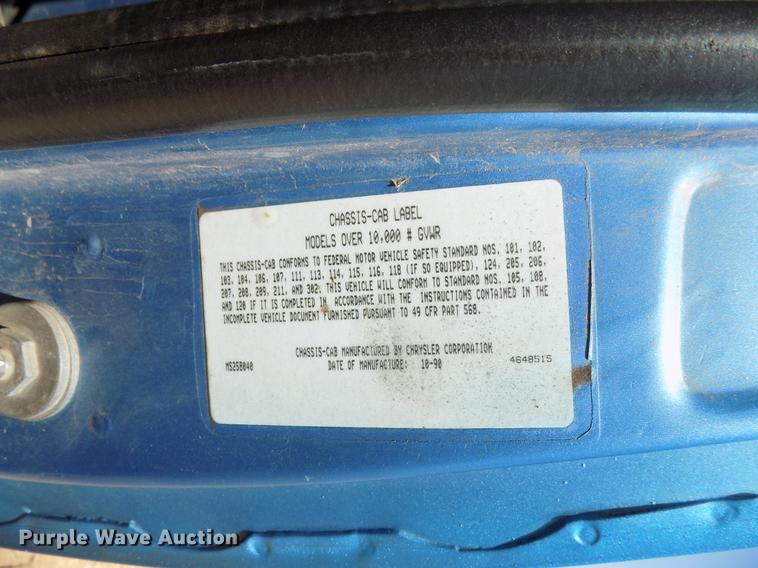 CHASSIS-CAB LABEL
MODELS OVER 10,000 # GVWR
THIS CHASSIS-CAB CONFORMS TO FEDERAL MOTOR VEHICLE SAFETY STANDARD NOS. 101, 102,
103, 104, 106, 107, 111, 113, 114, 115, 116, 118 (IF SO EQUIPPED), 124, 205, 206,
207, 208, 209, 211, AND 302; THIS VEHICLE WILL CONFORM TO STANDARD NOS. 105, 108,
AND 120 IF IT IS COMPLETED IN ACCORDANCE WITH THE INSTRUCTIONS CONTAINED IN THE
INCOMPLETE VEHICLE DOCUMENT FURNISHED PURSUANT TO 49 CFR PART 568.
CHASSIS-CAB MANUFACTURED BY CHRYSLER CORPORATION
MS258040 DATE OF MANUFACTURE: 10-90 4648515
Purple Wave Auction